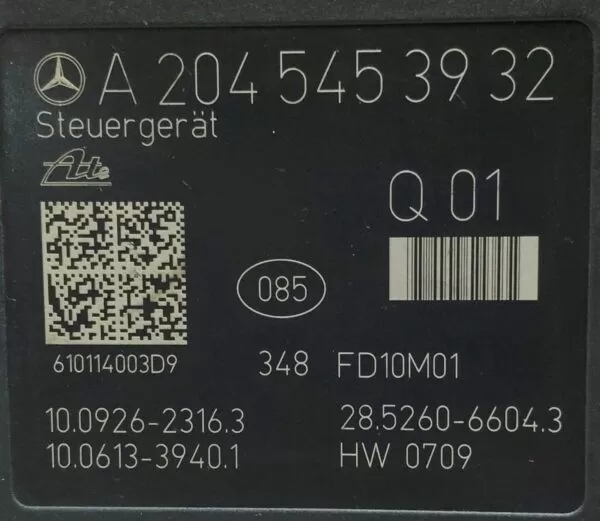 A 204 545 39 32
Steuergerät
Ate
Q 01
085
610114003D9
348 FD10M01
10.0926-2316.3 28.5260-6604.3
10.0613-3940.1 HW 0709